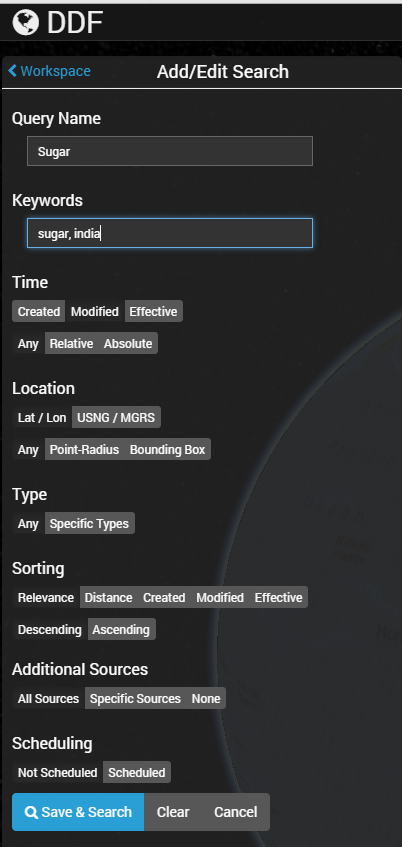 DDF
Workspace
Add/Edit Search
Query Name
Sugar
Keywords
sugar, india
Time
Created Modified Effective
Any Relative Absolute
Location
Lat / Lon USNG / MGRS
Any Point-Radius Bounding Box
Type
Any Specific Types
Sorting
Relevance Distance Created Modified Effective
Descending Ascending
Additional Sources
All Sources Specific Sources None
Scheduling
Not Scheduled Scheduled
Save & Search Clear Cancel